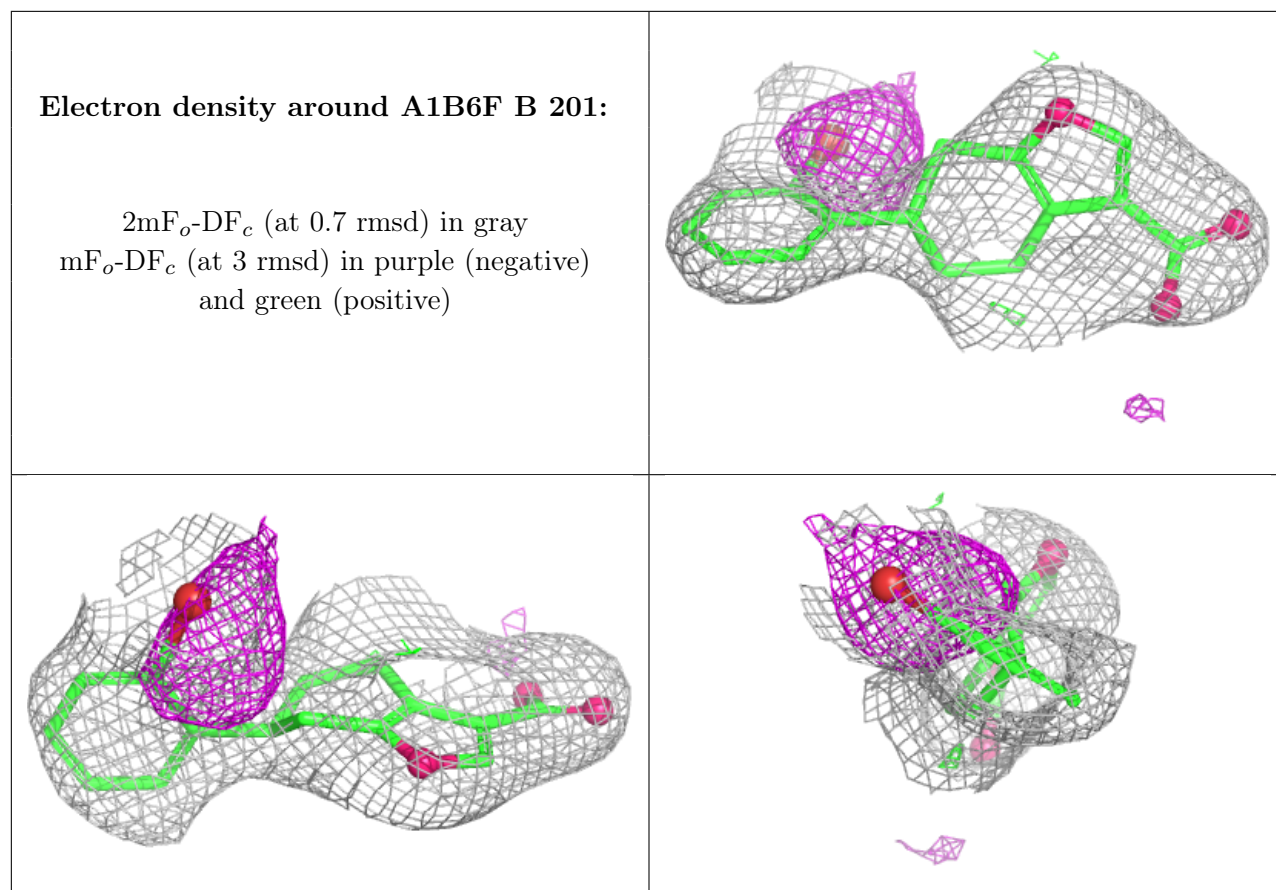 Electron density around A1B6F B 201:
2mFo-DFc (at 0.7 rmsd) in gray
mFo-DFc (at 3 rmsd) in purple (negative)
and green (positive)